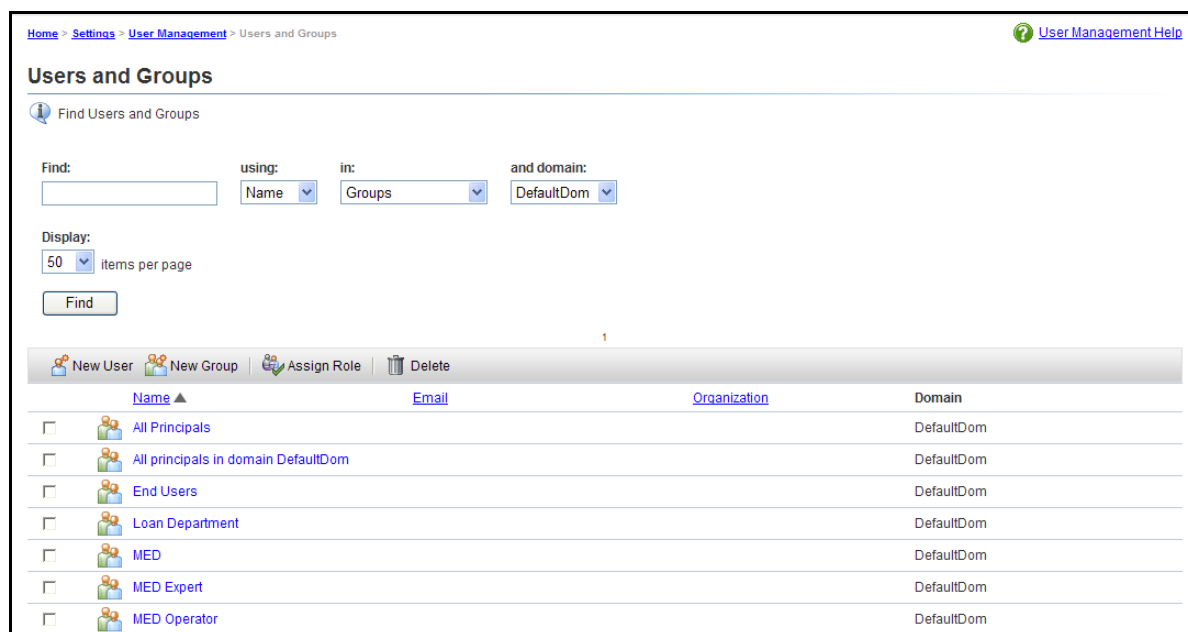 Home > Settings > User Management > Users and Groups
User Management Help
Users and Groups
Find Users and Groups
Find: using: in: and domain:
Name Groups DefaultDom
Display:
50 items per page
Find
1
New User New Group Assign Role Delete
Name Email Organization Domain
All Principals DefaultDom
All principals in domain DefaultDom DefaultDom
End Users DefaultDom
Loan Department DefaultDom
MED DefaultDom
MED Expert DefaultDom
MED Operator DefaultDom